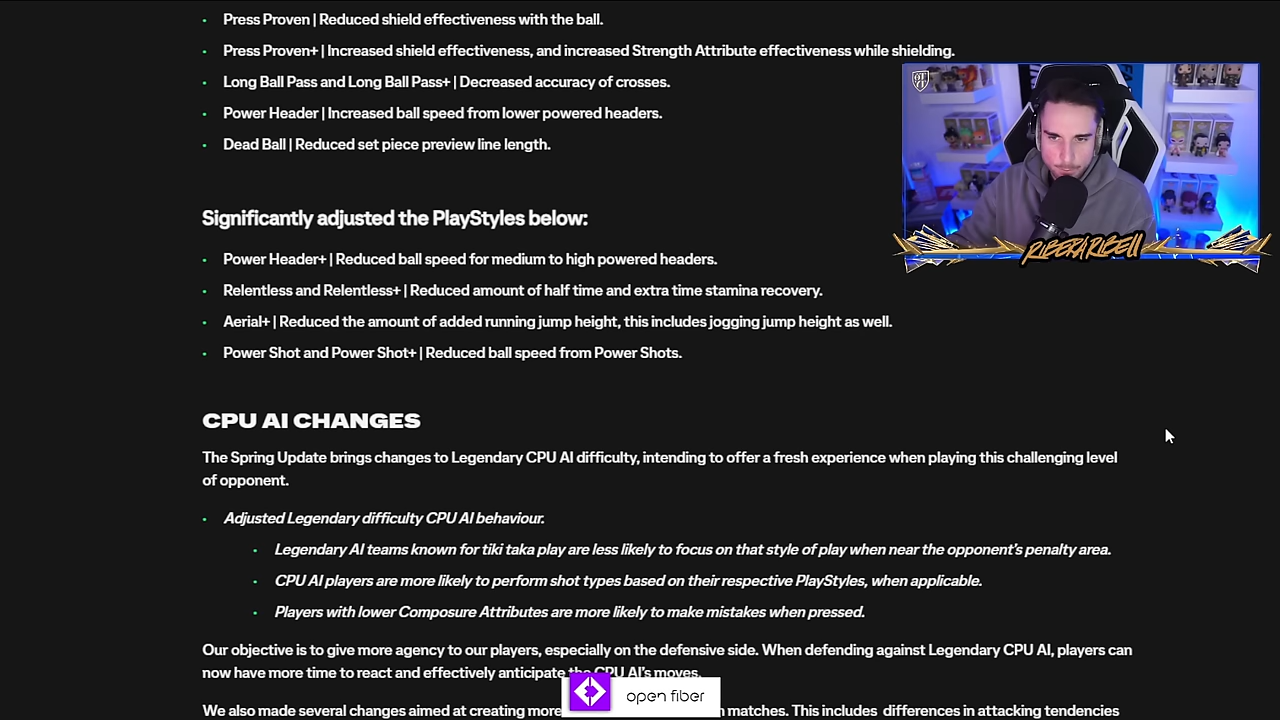 Press Proven | Reduced shield effectiveness with the ball.
Press Proven+ | Increased shield effectiveness, and increased Strength Attribute effectiveness while shielding.
Long Ball Pass and Long Ball Pass+ | Decreased accuracy of crosses.
Power Header | Increased ball speed from lower powered headers.
Dead Ball | Reduced set piece preview line length.
RIBERARIBELL
Significantly adjusted the PlayStyles below:
Power Header+ | Reduced ball speed for medium to high powered headers.
Relentless and Relentless+ | Reduced amount of half time and extra time stamina recovery.
Aerial+ | Reduced the amount of added running jump height, this includes jogging jump height as well.
Power Shot and Power Shot+ | Reduced ball speed from Power Shots.
CPU AI CHANGES
The Spring Update brings changes to Legendary CPU AI difficulty, intending to offer a fresh experience when playing this challenging level
of opponent.
Adjusted Legendary difficulty CPU AI behaviour.
Legendary AI teams known for tiki taka play are less likely to focus on that style of play when near the opponent's penalty area.
CPU AI players are more likely to perform shot types based on their respective PlayStyles, when applicable.
Players with lower Composure Attributes are more likely to make mistakes when pressed.
Our objective is to give more agency to our players, especially on the defensive side. When defending against Legendary CPU AI, players can
now have more time to react and effectively anticipate the CPU AI's moves.
We also made several changes aimed at creating more matches. This includes differences in attacking tendencies
open fiber